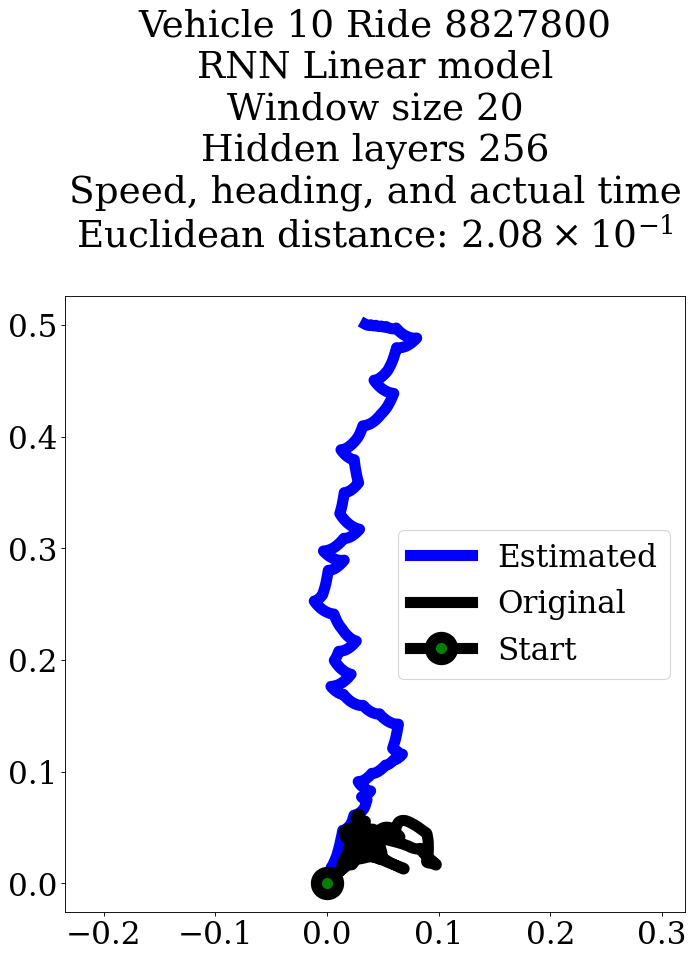 Vehicle 10 Ride 8827800
RNN Linear model
Window size 20
Hidden layers 256
Speed, heading, and actual time
Euclidean distance: 2.08 × 10⁻¹
0.5
0.4
0.3
0.2
0.1
0.0
Estimated
Original
Start
−0.2 −0.1 0.0 0.1 0.2 0.3